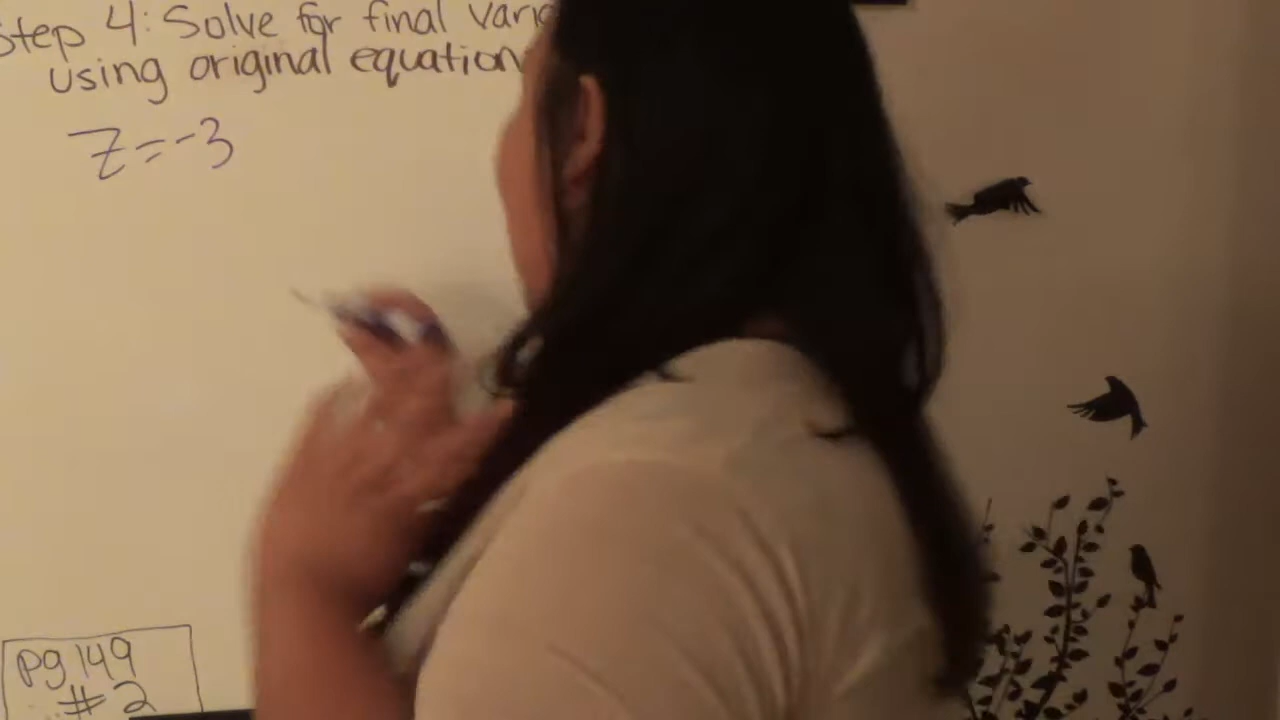 Step 4: Solve for final
using original equation
Z=-3
pg 149
#2